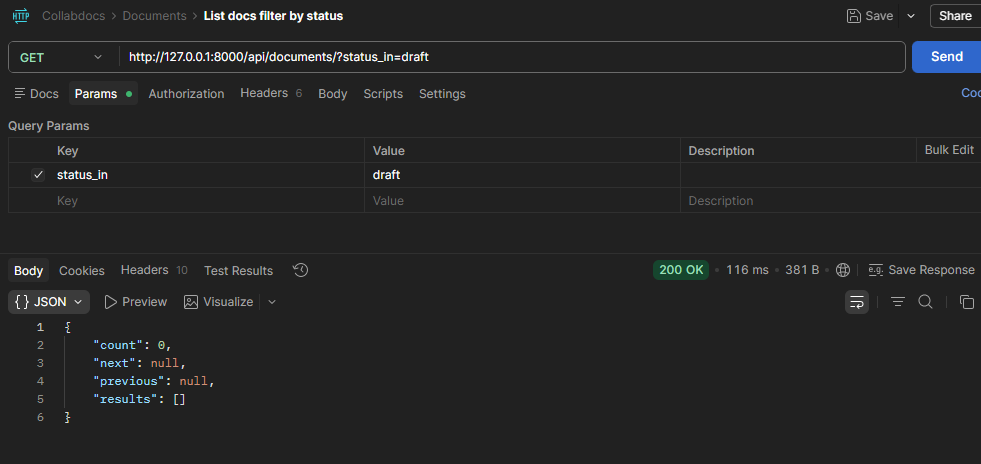 HTTP Collabdocs > Documents > List docs filter by status Save Share
GET http://127.0.0.1:8000/api/documents/?status_in=draft Send
Docs Params Authorization Headers 6 Body Scripts Settings Coo
Query Params
Key Value Description Bulk Edit
status_in draft
Key Value Description
Body Cookies Headers 10 Test Results 200 OK • 116 ms • 381 B • e.g. Save Response
{} JSON Preview Visualize
1 {
2 "count": 0,
3 "next": null,
4 "previous": null,
5 "results": []
6 }